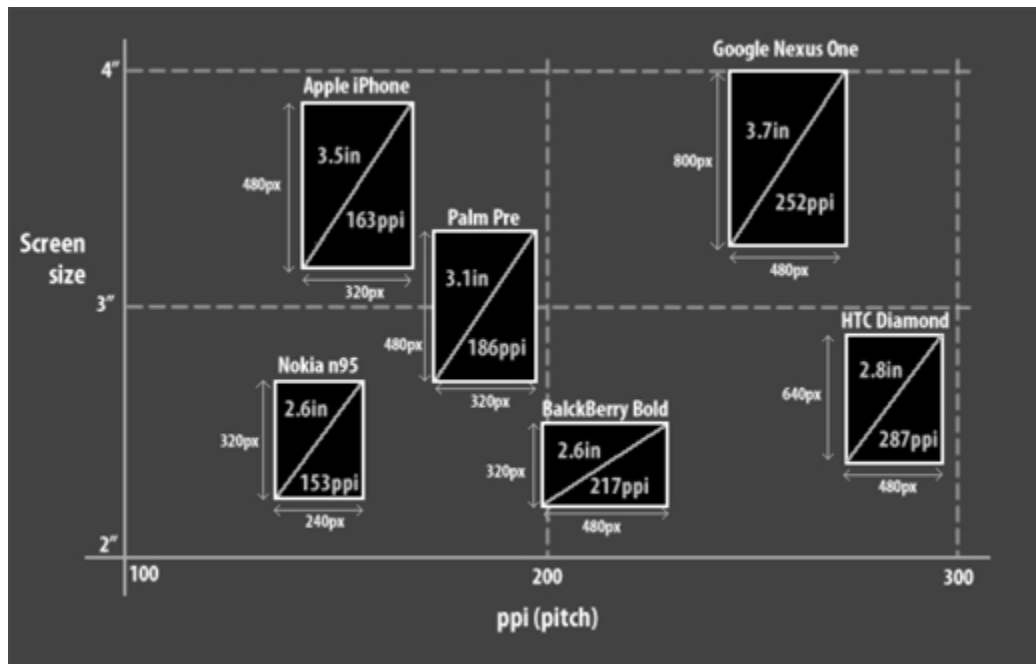 Google Nexus One
4”
Apple iPhone
3.5in
3.7in
800px
480px
163ppi
252ppi
Palm Pre
Screen
size
3.1in
480px
320px
3”
HTC Diamond
480px
186ppi
Nokia n95
2.8in
640px
320px
BalckBerry Bold
2.6in
320px
2.6in
320px
287ppi
153ppi
217ppi
480px
240px
480px
2”
100
200
300
ppi (pitch)